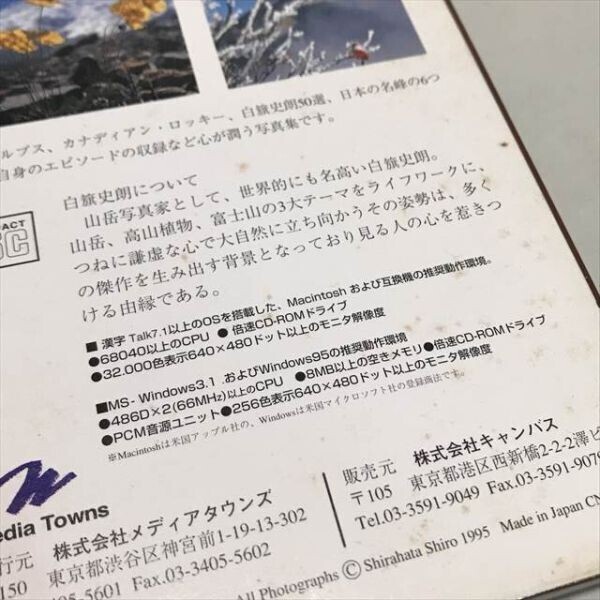 ルプス、カナディアン・ロッキー、白籏史朗50選、日本の名峰の6つ
自身のエピソードの収録など心が潤う写真集です。
白籏史朗について
山岳写真家として、世界的にも名高い白籏史朗。
山岳、高山植物、富士山の3大テーマをライフワークに、
つねに謙虚な心で大自然に立ち向かうその姿勢は、多く
の傑作を生み出す背景となっており見る人の心を惹きつ
ける由縁である。
■漢字 Talk7.1以上のOSを搭載した、Macintosh および互換機の推奨動作環境。
●68040以上のCPU ●倍速CD-ROMドライブ
●32.000色表示640×480ドット以上のモニタ解像度
■MS-Windows3.1 .およびWindows95の推奨動作環境
●486D×2(66MHz)以上のCPU ●8MB以上の空きメモリ●倍速CD-ROMドライブ
●PCM音源ユニット●256色表示640×480ドット以上のモニタ解像度
※Macintoshは米国アップル社の、Windowsは米国マイクロソフト社の登録商法です。
edia Towns
行元 株式会社メディアタウンズ
150 東京都渋谷区神宮前1-19-13-302
405-5601 Fax.03-3405-5602
販売元 株式会社キャンバス
〒105 東京都港区西新橋2-2-2澤ビ
Tel.03-3591-9049 Fax.03-3591-9079
All Photographs © Shirahata Shiro 1995 Made in Japan CN